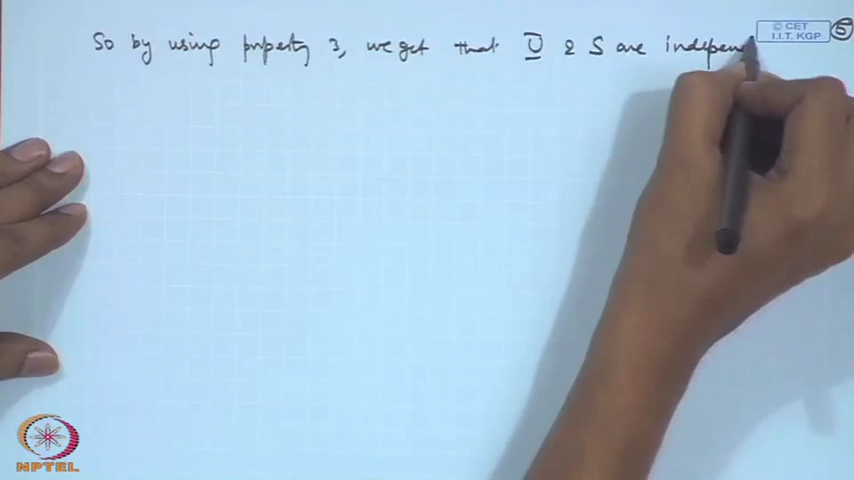 So by using property 3, we get that U & S are indepen
© CET
I.I.T. KGP
5
NPTEL